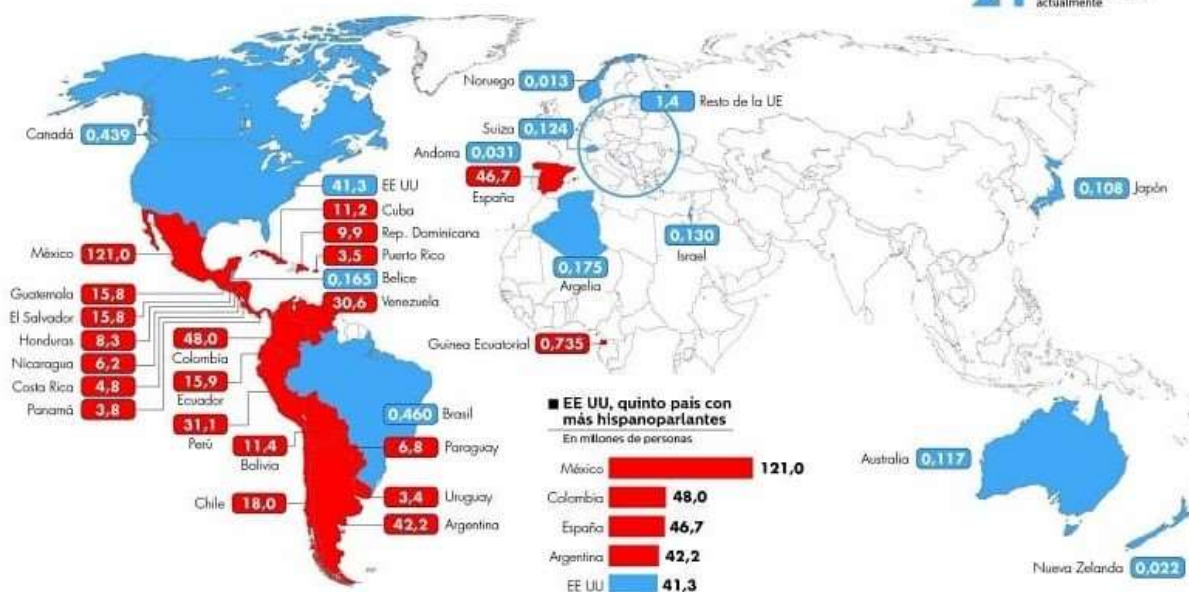 actualmente
Noruega 0,013
1,4 Resto de la UE
Suiza 0,124
Andorra 0,031
46,7
España
Canadá 0,439
41,3 EE UU
11,2 Cuba
9,9 Rep. Dominicana
3,5 Puerto Rico
0,165 Belice
30,6 Venezuela
México 121,0
Guatemala 15,8
El Salvador 15,8
Honduras 8,3
Nicaragua 6,2
Costa Rica 4,8
Panamá 3,8
48,0
Colombia
15,9
Ecuador
31,1
Perú
11,4
Bolivia
0,460 Brasil
6,8 Paraguay
Chile 18,0
3,4 Uruguay
42,2 Argentina
0,175
Argelia
0,130
Israel
Guinea Ecuatorial 0,735
0,108 Japón
Australia 0,117
Nueva Zelanda 0,022
EE UU, quinto país con
más hispanoparlantes
En millones de personas
México 121,0
Colombia 48,0
España 46,7
Argentina 42,2
EE UU 41,3